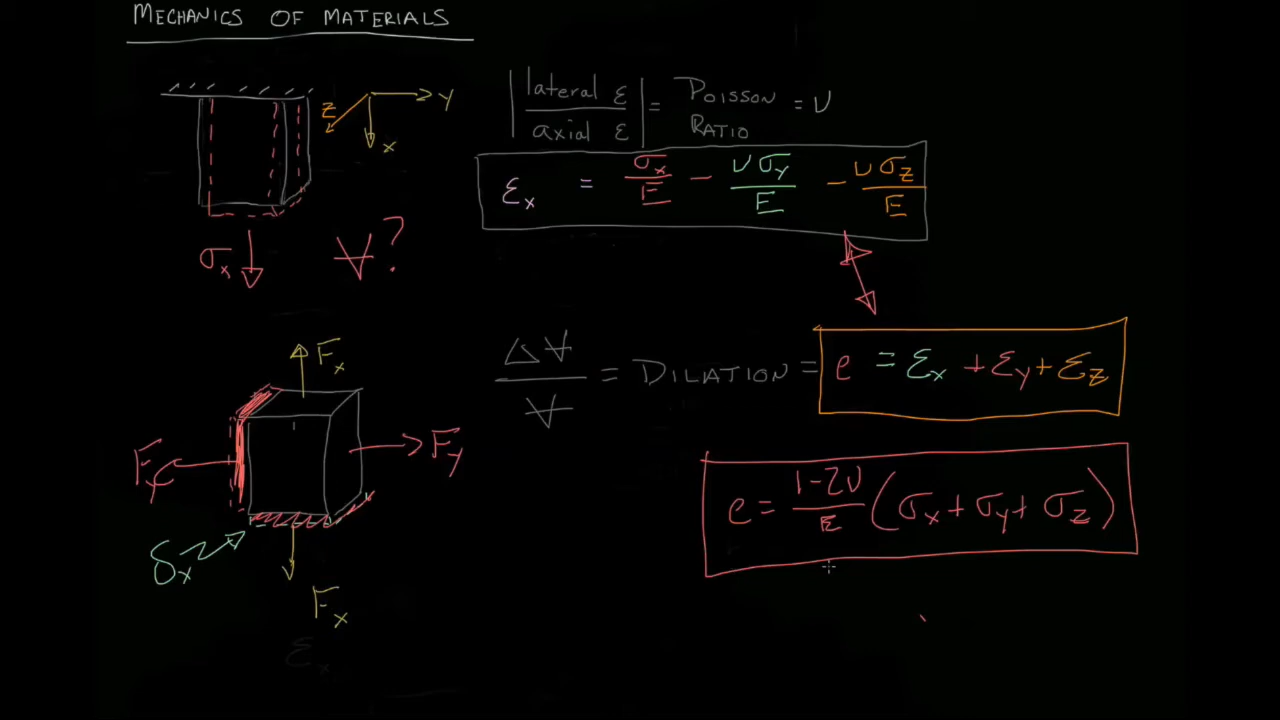 MECHANICS OF MATERIALS
Z
Y
X
σx
∀?
|lateral ε / axial ε| = POISSON RATIO = ν
εx = σx/E - νσy/E - νσz/E
Δ∀/∀ = DILATION = e = εx + εy + εz
e = 1-2ν/E (σx + σy + σz)
Fx
Fy
Fy
δx
Fx
εx